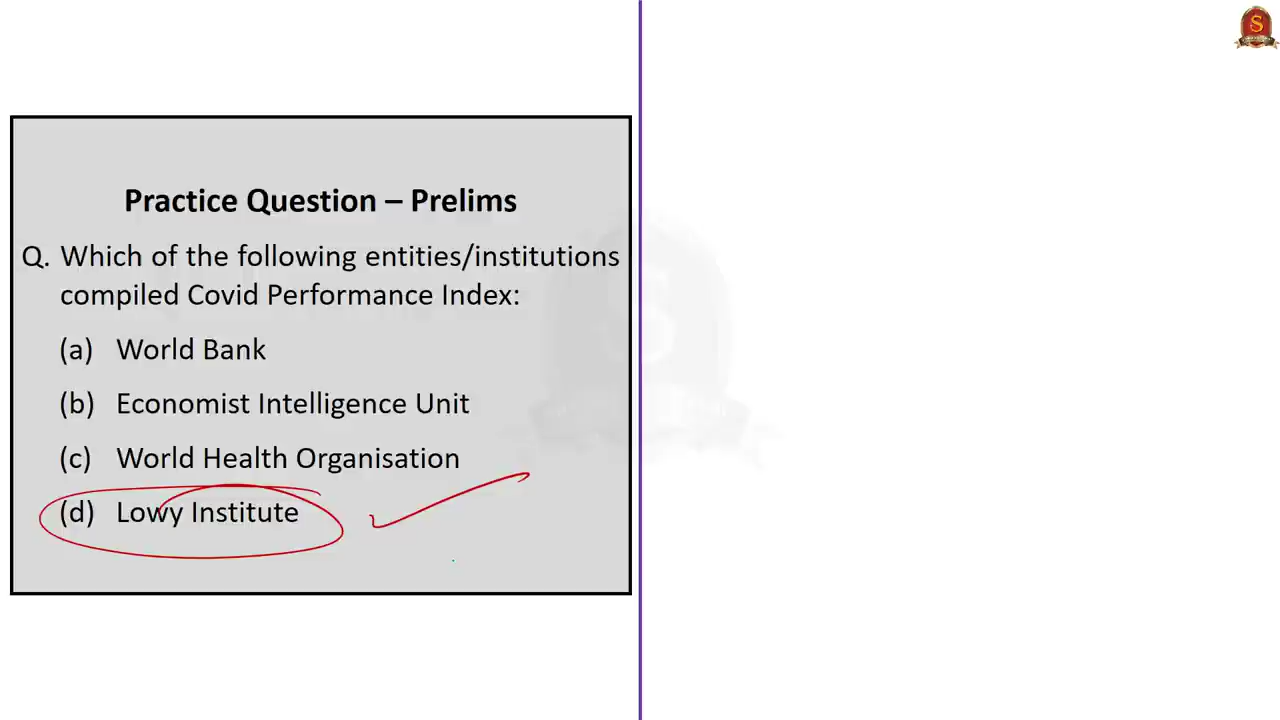 Practice Question – Prelims
Q. Which of the following entities/institutions
compiled Covid Performance Index:
(a) World Bank
(b) Economist Intelligence Unit
(c) World Health Organisation
(d) Lowy Institute
S